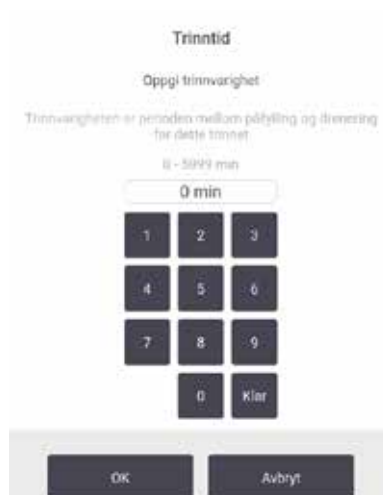 Trinntid
Oppgi trinnvarighet
Trinnvarigheten er perioden mellom påfylling og drenering
for dette trinnet
0 - 5999 min
0 min
1 2 3
4 5 6
7 8 9
0 Klar
OK Avbryt